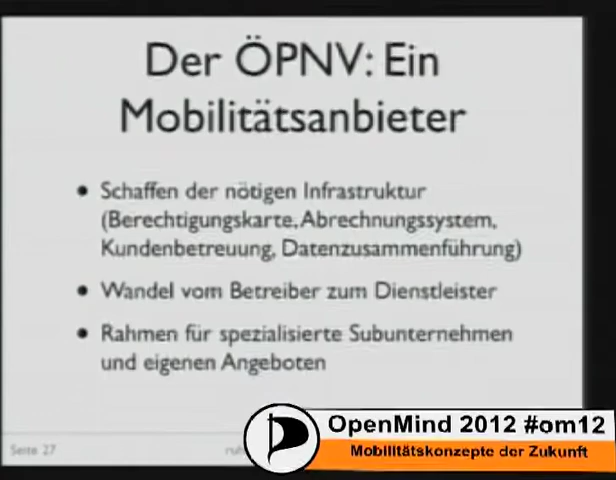 Der ÖPNV: Ein
Mobilitätsanbieter
• Schaffen der nötigen Infrastruktur
(Berechtigungskarte, Abrechnungssystem,
Kundenbetreuung, Datenzusammenführung)
• Wandel vom Betreiber zum Dienstleister
• Rahmen für spezialisierte Subunternehmen
und eigenen Angeboten
Seite 27
OpenMind 2012 #om12
Mobilitätskonzepte der Zukunft